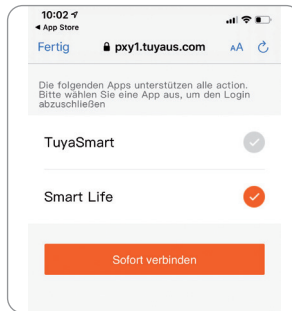 10:02
◀ App Store
Fertig pxy1.tuyaus.com AA
Die folgenden Apps unterstützen alle action.
Bitte wählen Sie eine App aus, um den Login
abzuschließen
TuyaSmart
Smart Life
Sofort verbinden